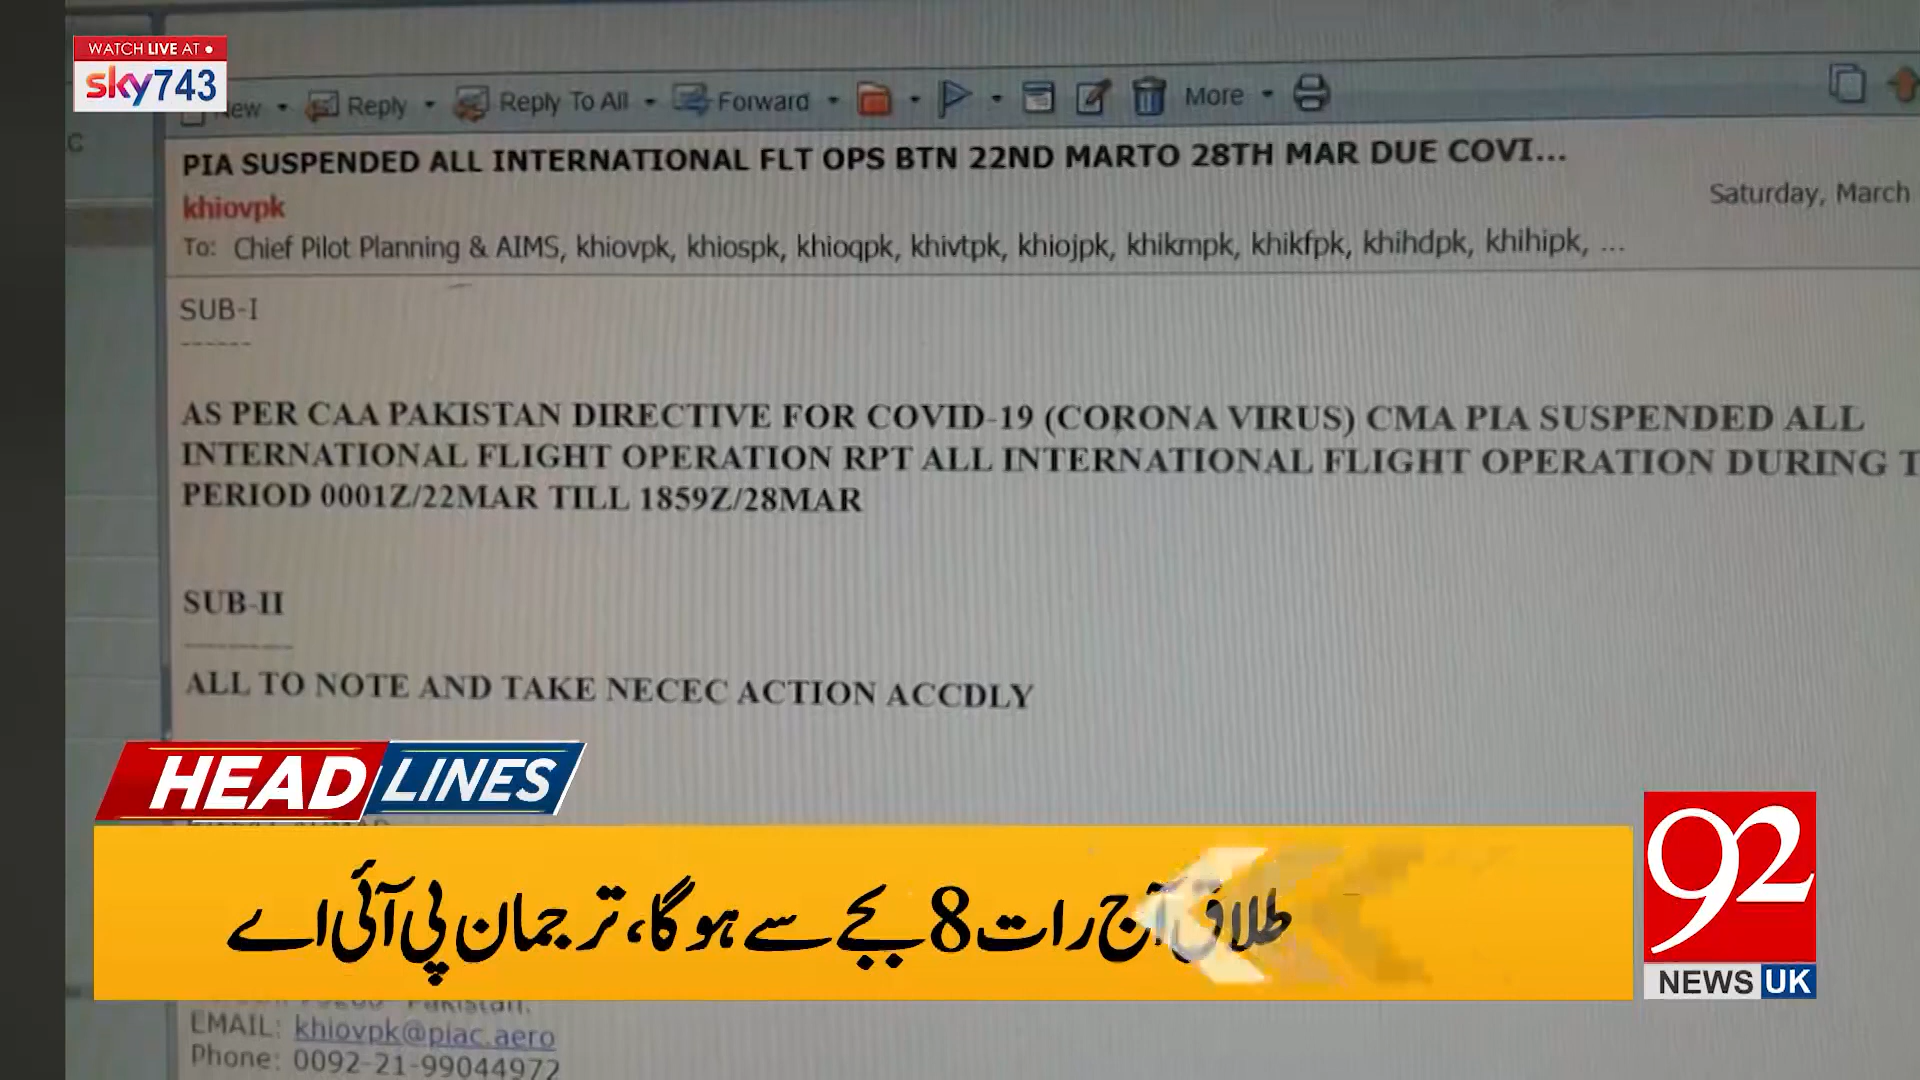 WATCH LIVE AT
sky743
New Reply Reply To All Forward More
PIA SUSPENDED ALL INTERNATIONAL FLT OPS BTN 22ND MARTO 28TH MAR DUE COVI...
khiovpk
Saturday, March
To: Chief Pilot Planning & AIMS, khiovpk, khiospk, khioqpk, khivtpk, khiojpk, khikmpk, khikfpk, khihdpk, khihipk, ...
SUB-I
------
AS PER CAA PAKISTAN DIRECTIVE FOR COVID-19 (CORONA VIRUS) CMA PIA SUSPENDED ALL
INTERNATIONAL FLIGHT OPERATION RPT ALL INTERNATIONAL FLIGHT OPERATION DURING T
PERIOD 0001Z/22MAR TILL 1859Z/28MAR
SUB-II
ALL TO NOTE AND TAKE NECEC ACTION ACCDLY
HEADLINES
آج رات 8 بجے سے ہو گا، ترجمان پی آئی اے
92
NEWS UK
Pakistan.
EMAIL: khiovpk@piac.aero
Phone: 0092-21-99044972